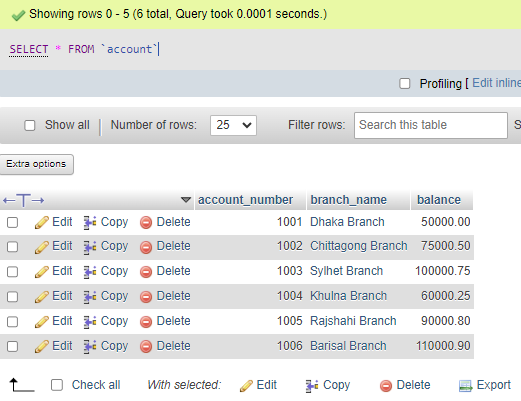 Showing rows 0 - 5 (6 total, Query took 0.0001 seconds.)
SELECT * FROM `account`
Profiling [ Edit inline
Show all Number of rows: 25 Filter rows: Search this table S
Extra options
account_number branch_name balance
Edit Copy Delete 1001 Dhaka Branch 50000.00
Edit Copy Delete 1002 Chittagong Branch 75000.50
Edit Copy Delete 1003 Sylhet Branch 100000.75
Edit Copy Delete 1004 Khulna Branch 60000.25
Edit Copy Delete 1005 Rajshahi Branch 90000.80
Edit Copy Delete 1006 Barisal Branch 110000.90
Check all With selected: Edit Copy Delete Export